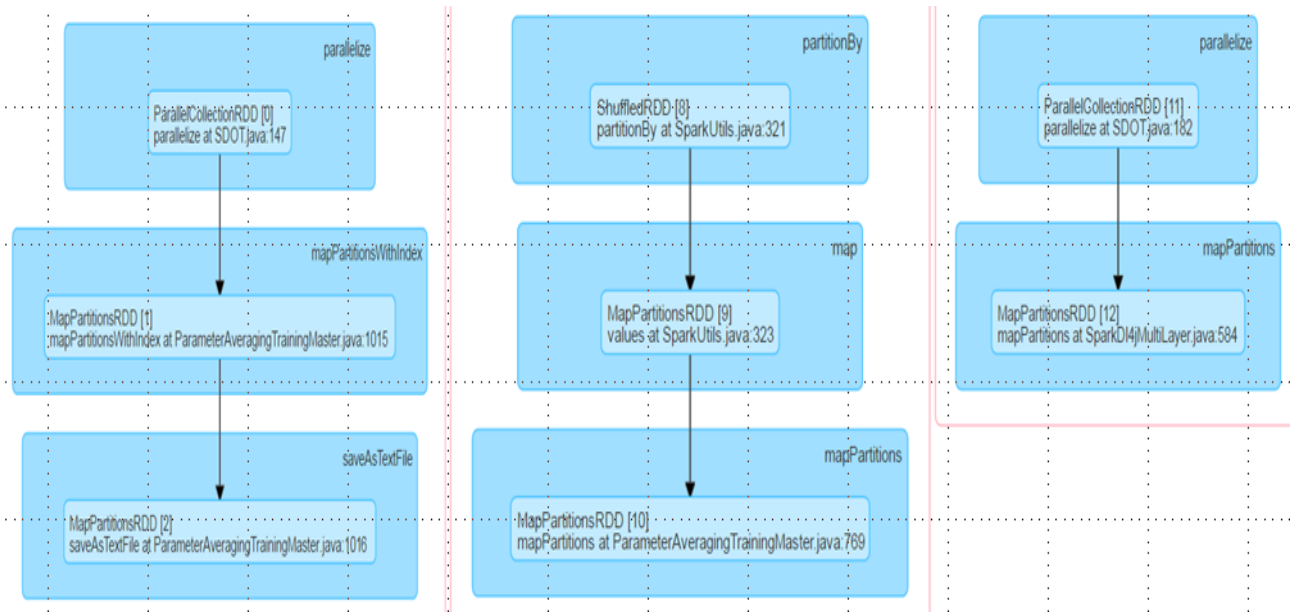 parallelize
ParallelCollectionRDD [0]
parallelize at SDOT.java:147
mapPartitionsWithIndex
MapPartitionsRDD [1]
mapPartitionsWithIndex at ParameterAveragingTrainingMaster.java:1015
saveAsTextFile
MapPartitionsRDD [2]
saveAsTextFile at ParameterAveragingTrainingMaster.java:1016
partitionBy
ShuffledRDD [8]
partitionBy at SparkUtils.java:321
map
MapPartitionsRDD [9]
values at SparkUtils.java:323
mapPartitions
MapPartitionsRDD [10]
mapPartitions at ParameterAveragingTrainingMaster.java:769
parallelize
ParallelCollectionRDD [11]
parallelize at SDOT.java:182
mapPartitions
MapPartitionsRDD [12]
mapPartitions at SparkDl4jMultiLayer.java:584